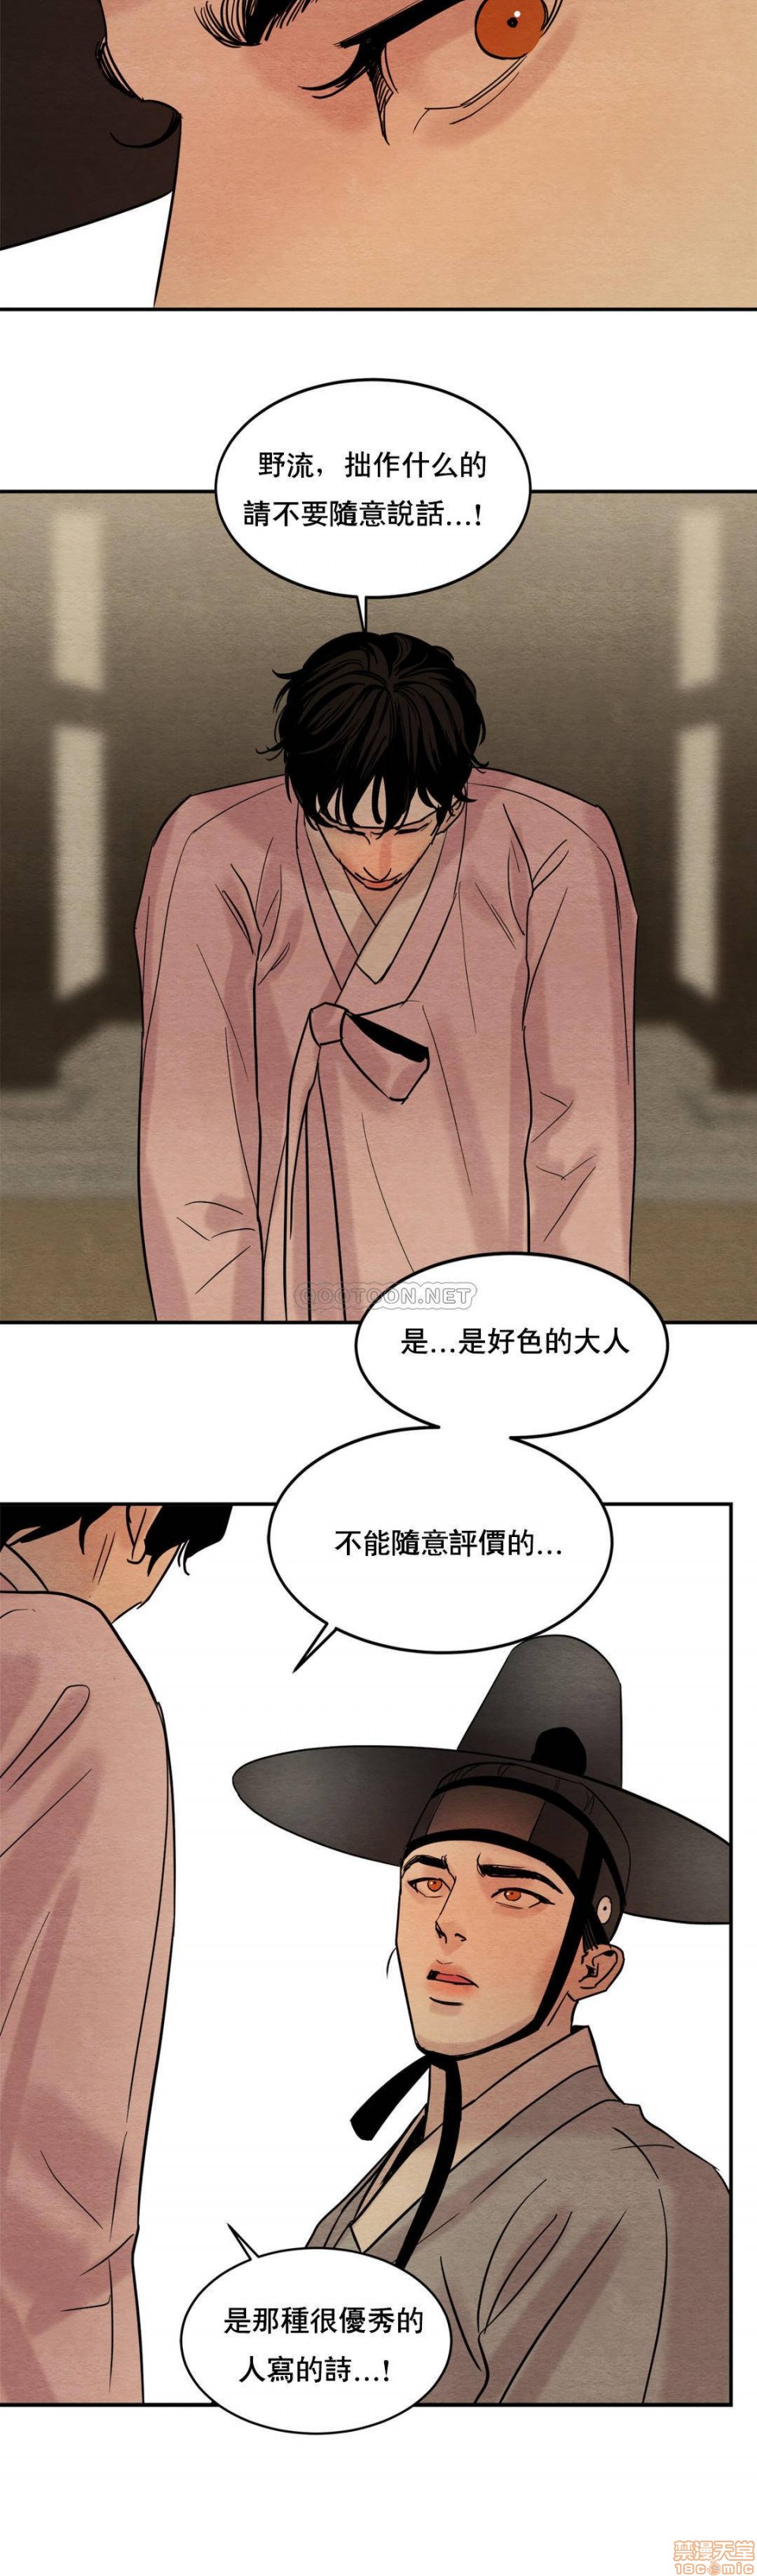 野流，拙作什么的
請不要隨意說話...!
GOOTOON.NET
是...是好色的大人
不能隨意評價的...
是那種很優秀的
人寫的詩...!
禁漫天堂
18comic